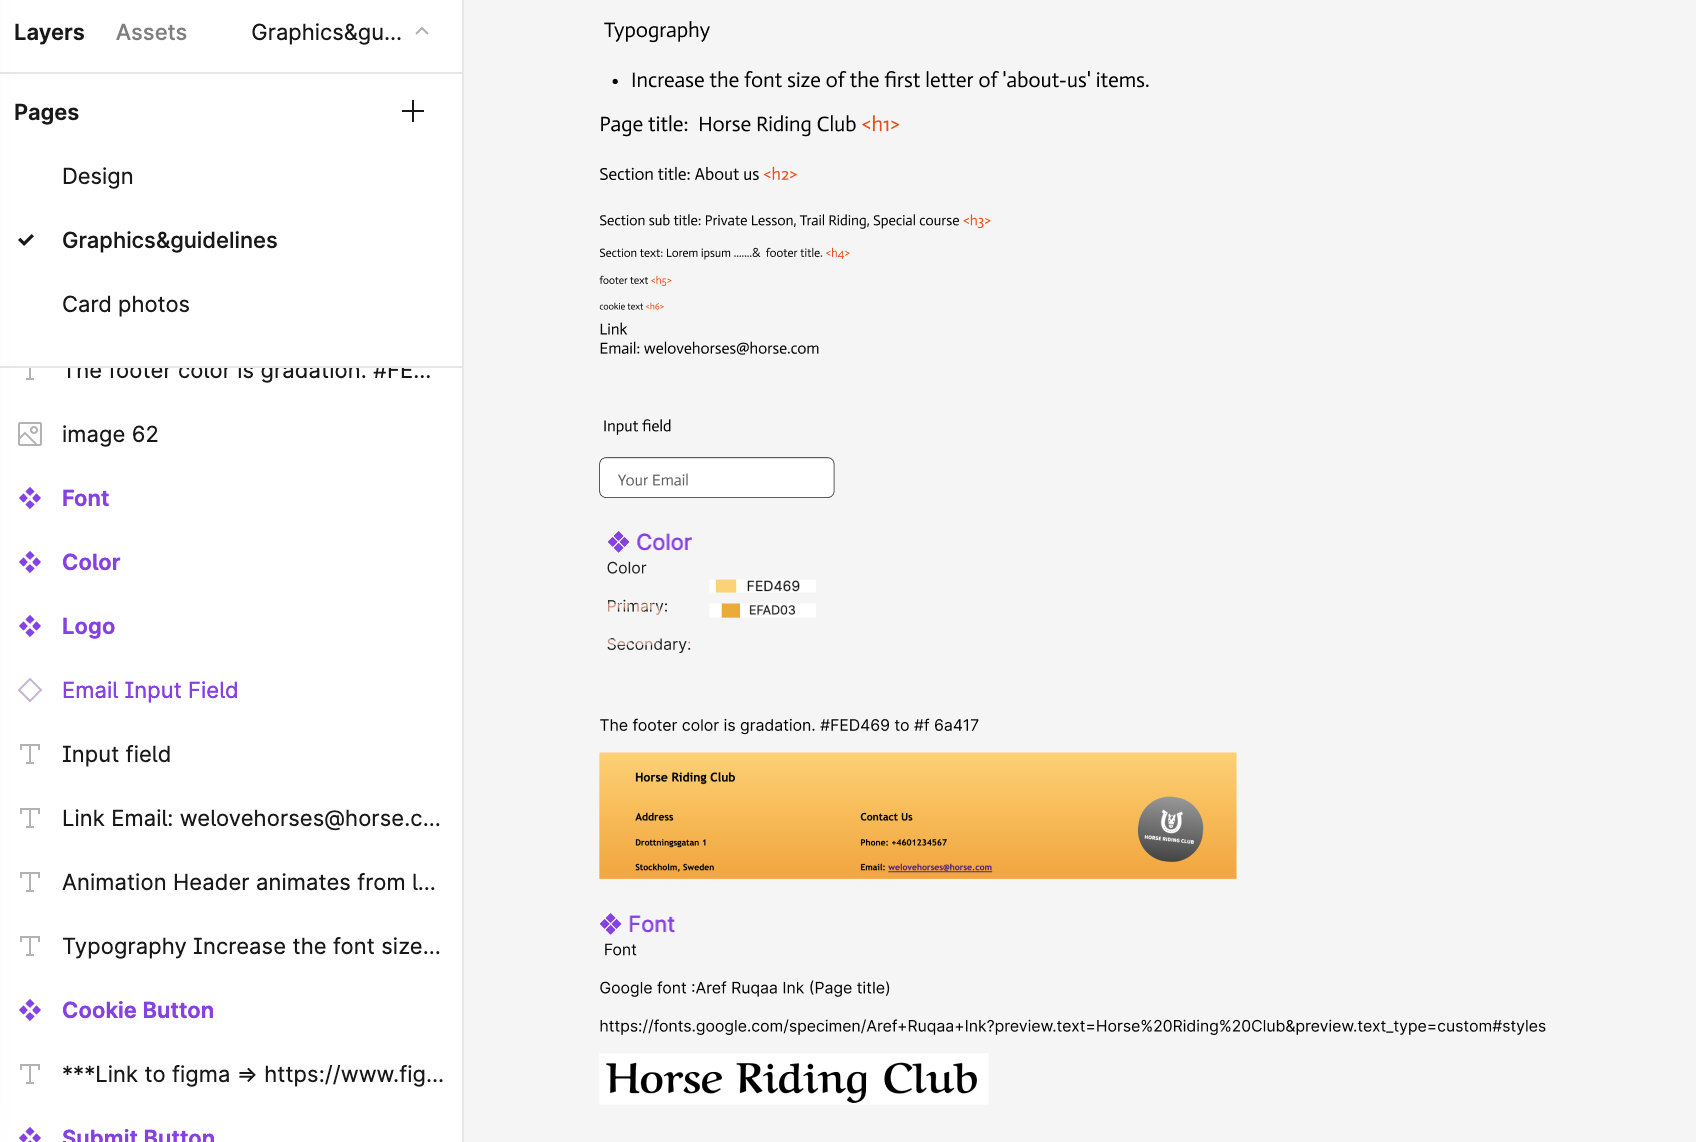 Layers Assets Graphics&gu...
Pages
Design
Graphics&guidelines
Card photos
The footer color is gradation. #FE...
image 62
Font
Color
Logo
Email Input Field
Input field
Link Email: welovehorses@horse.c...
Animation Header animates from l...
Typography Increase the font size...
Cookie Button
***Link to figma => https://www.fig...
Submit Button
Typography
• Increase the font size of the first letter of 'about-us' items.
Page title: Horse Riding Club <h1>
Section title: About us <h2>
Section sub title: Private Lesson, Trail Riding, Special course <h3>
Section text: Lorem ipsum .......& footer title. <h4>
footer text <h5>
cookie text <h6>
Link
Email: welovehorses@horse.com
Input field
Your Email
Color
Color
FED469
Primary:
EFAD03
Secondary:
The footer color is gradation. #FED469 to #f 6a417
Horse Riding Club
Address
Contact Us
Drottningsgatan 1
Phone: +4601234567
HORSE RIDING CLUB
Stockholm, Sweden
Email: welovehorses@horse.com
Font
Font
Google font :Aref Ruqaa Ink (Page title)
https://fonts.google.com/specimen/Aref+Ruqaa+Ink?preview.text=Horse%20Riding%20Club&preview.text_type=custom#styles
Horse Riding Club